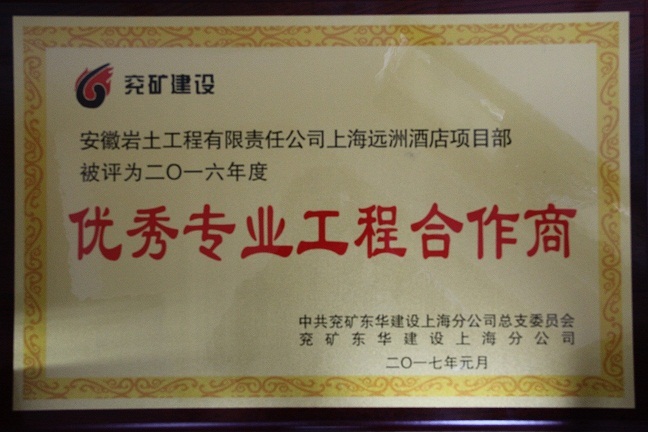 兖矿建设
安徽岩土工程有限责任公司上海远洲酒店项目部
被评为二〇一六年度
优秀专业工程合作商
中共兖矿东华建设上海分公司总支委员会
兖矿东华建设上海分公司
二〇一七年元月